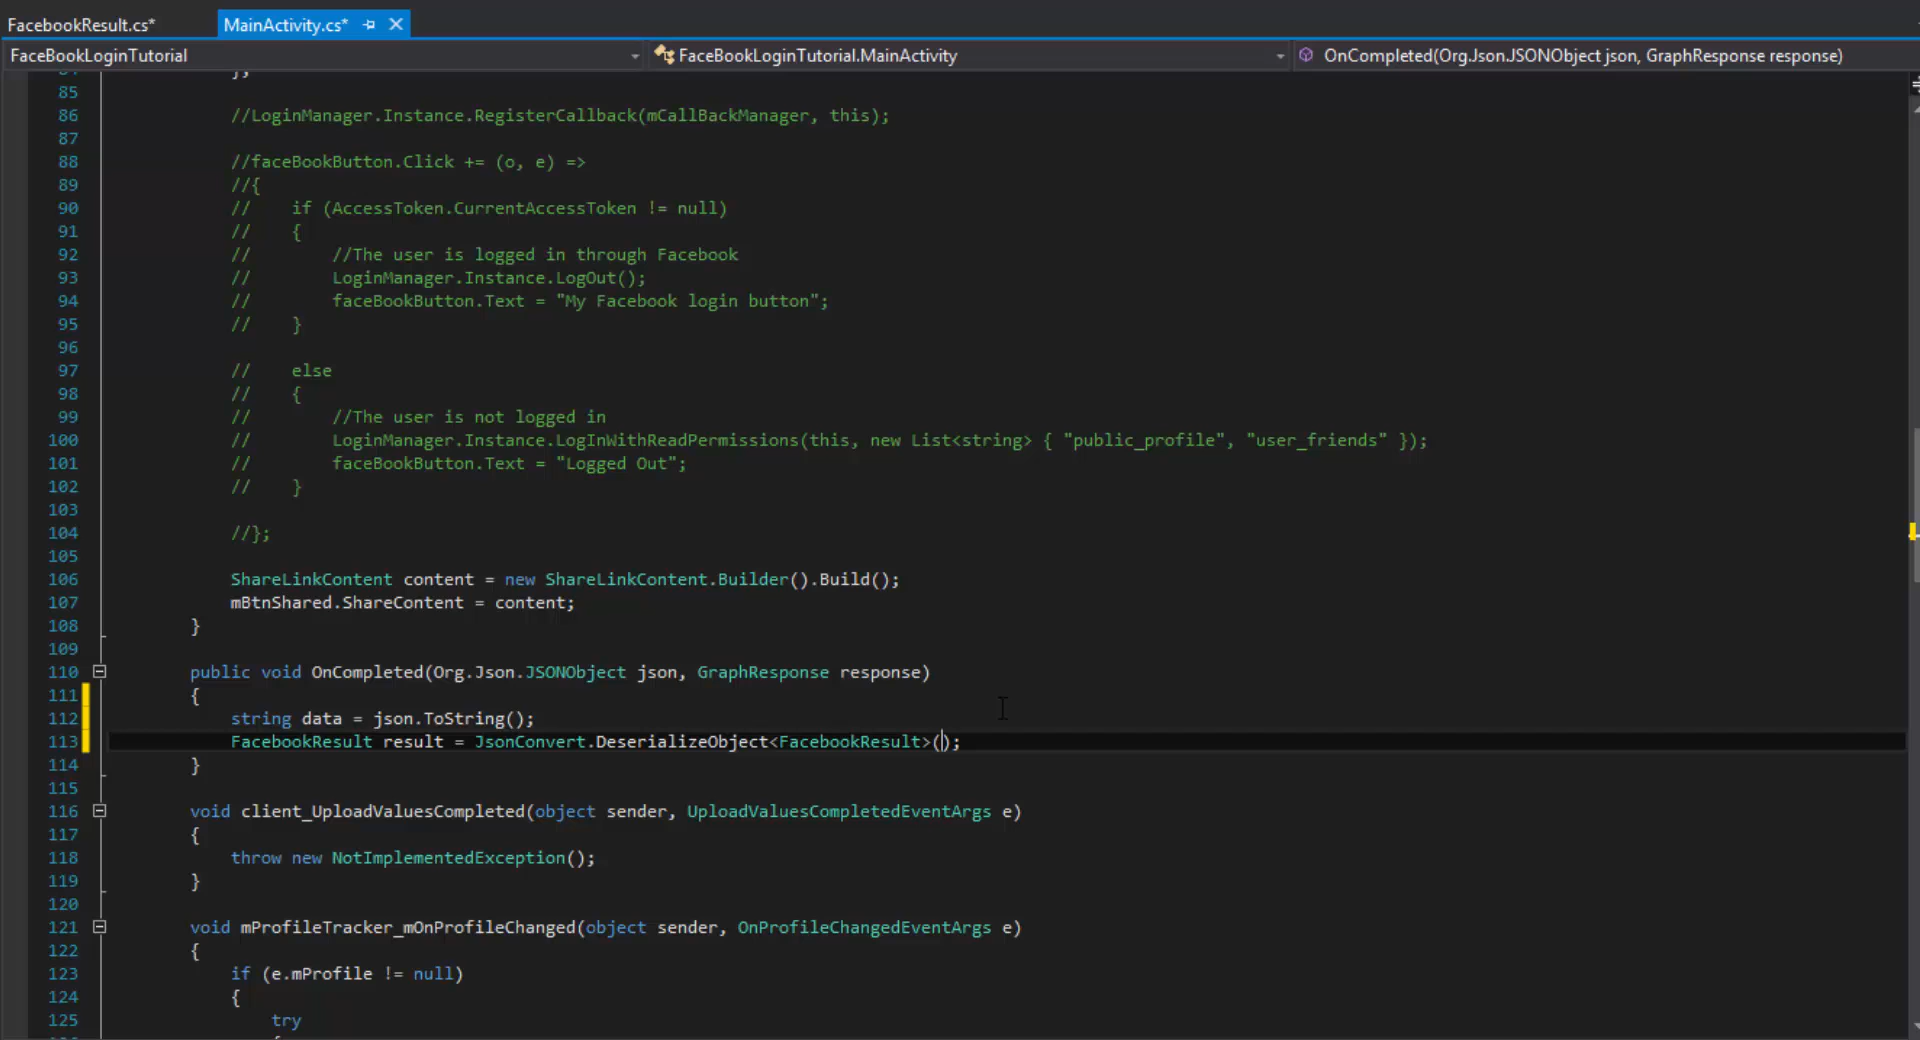 FacebookResult.cs*
MainActivity.cs*
FaceBookLoginTutorial
FaceBookLoginTutorial.MainActivity
OnCompleted(Org.Json.JSONObject json, GraphResponse response)
};
85
86 //LoginManager.Instance.RegisterCallback(mCallBackManager, this);
87
88 //faceBookButton.Click += (o, e) =>
89 //{
90 // if (AccessToken.CurrentAccessToken != null)
91 // {
92 // //The user is logged in through Facebook
93 // LoginManager.Instance.LogOut();
94 // faceBookButton.Text = "My Facebook login button";
95 // }
96
97 // else
98 // {
99 // //The user is not logged in
100 // LoginManager.Instance.LogInWithReadPermissions(this, new List<string> { "public_profile", "user_friends" });
101 // faceBookButton.Text = "Logged Out";
102 // }
103
104 //};
105
106 ShareLinkContent content = new ShareLinkContent.Builder().Build();
107 mBtnShared.ShareContent = content;
108 }
109
110 public void OnCompleted(Org.Json.JSONObject json, GraphResponse response)
111 {
112 string data = json.ToString();
113 FacebookResult result = JsonConvert.DeserializeObject<FacebookResult>();
114 }
115
116 void client_UploadValuesCompleted(object sender, UploadValuesCompletedEventArgs e)
117 {
118 throw new NotImplementedException();
119 }
120
121 void mProfileTracker_mOnProfileChanged(object sender, OnProfileChangedEventArgs e)
122 {
123 if (e.mProfile != null)
124 {
125 try